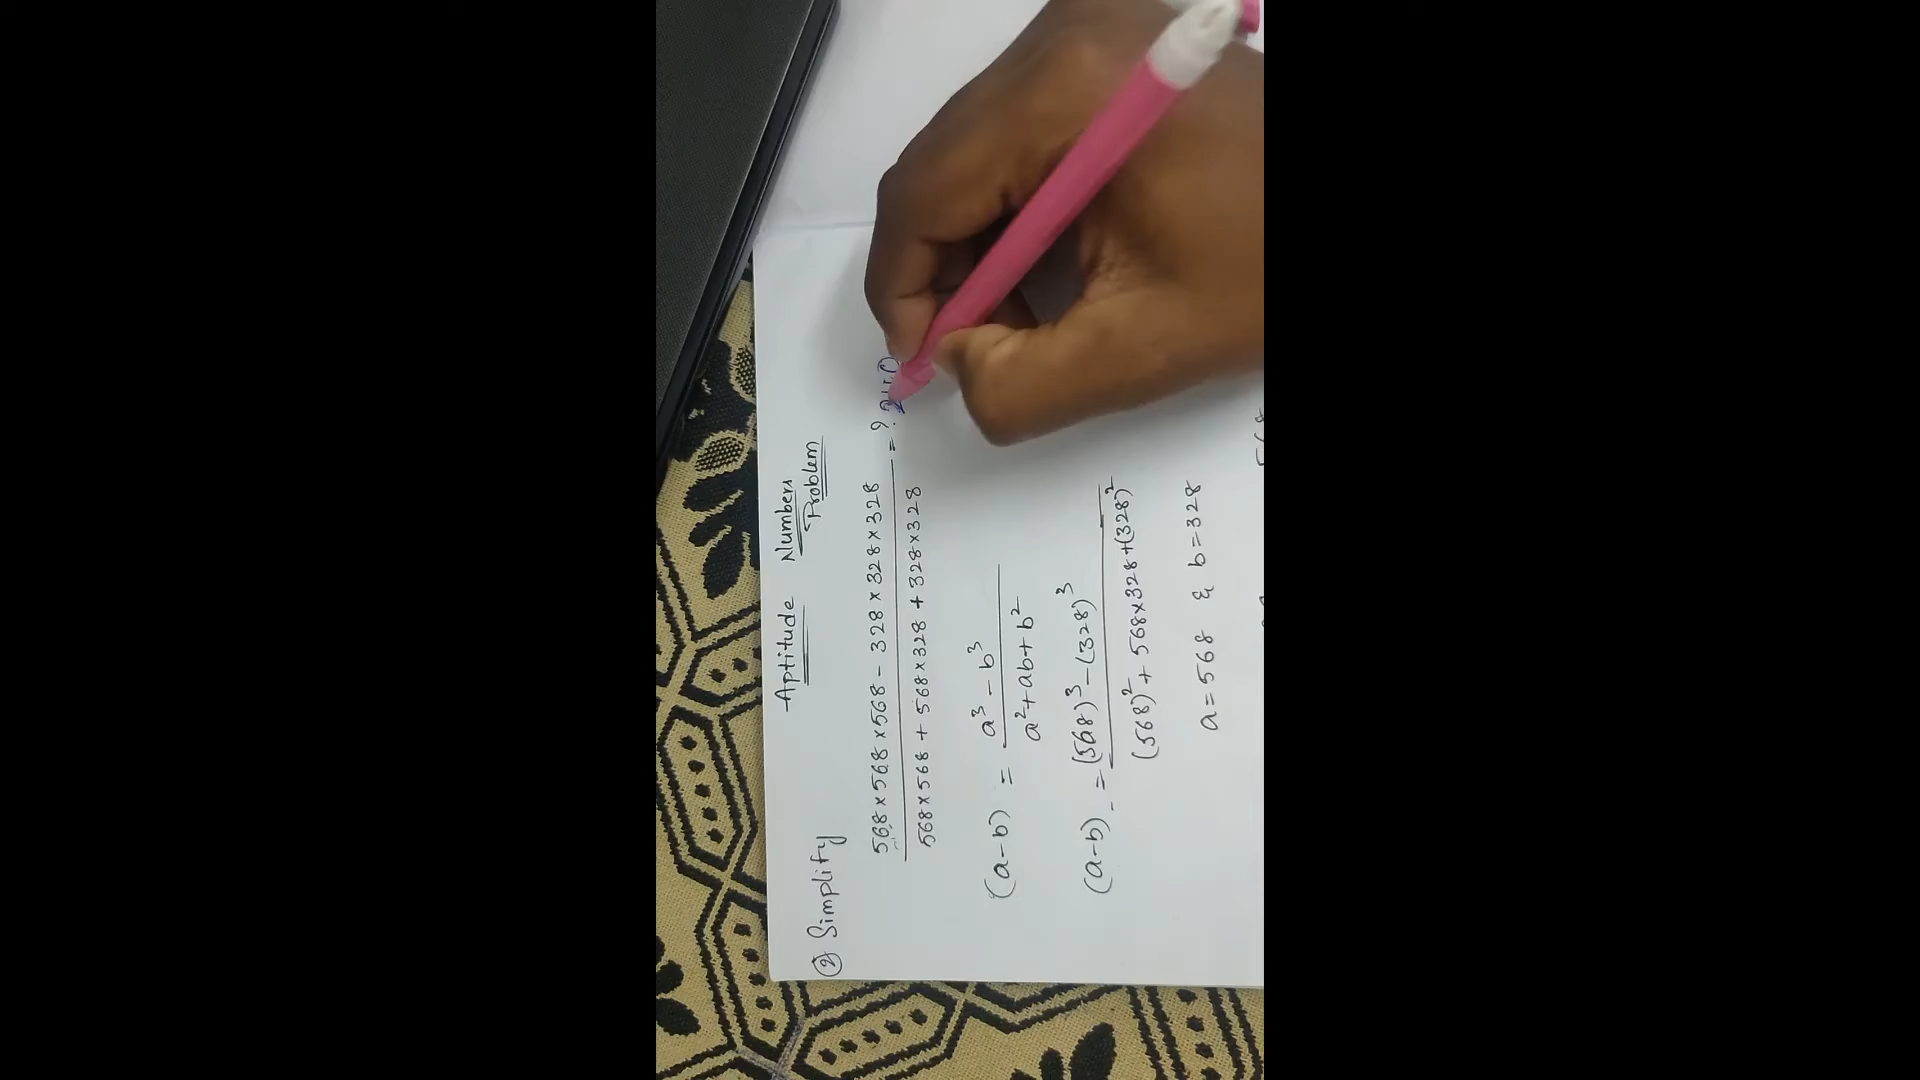 Aptitude Numbers
Problem
② Simplify
568×568×568 - 328×328×328 = ? 240
568×568 + 568×328 + 328×328
(a-b) = a³ - b³
a²+ab+b²
(a-b) = (568)³-(328)³
(568)²+ 568×328+(328)²
a=568 & b=328